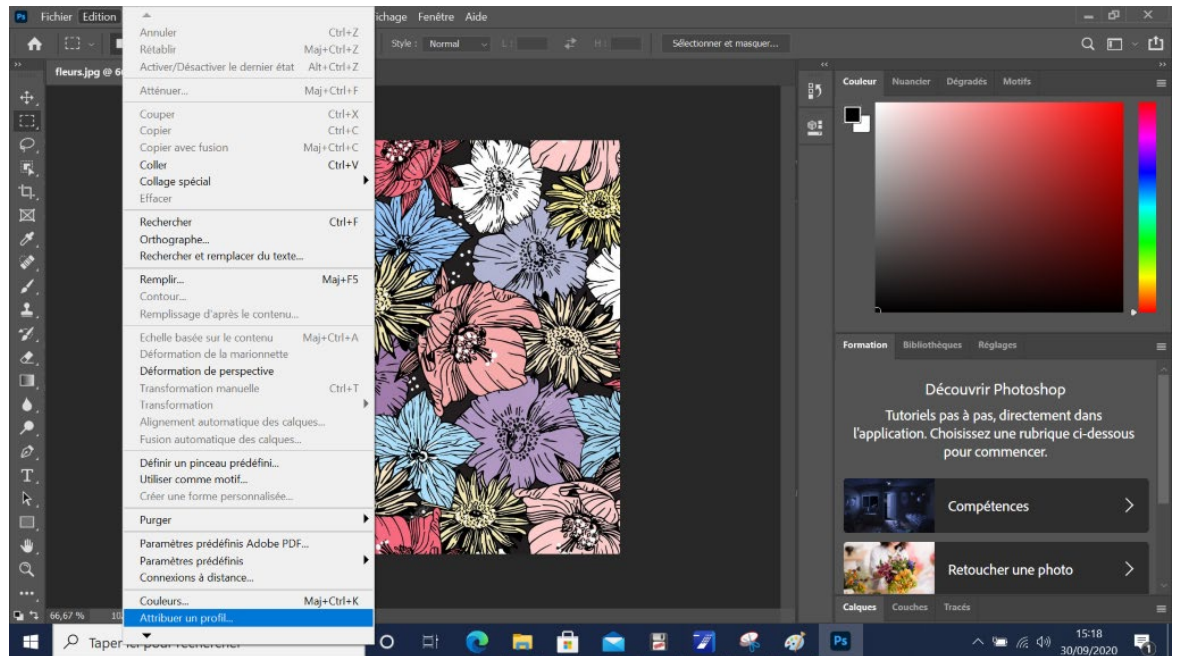 Ps Fichier Edition ichage Fenêtre Aide
Style : Normal L : H : Sélectionner et masquer...
fleurs.jpg @ 6
Annuler Ctrl+Z
Rétablir Maj+Ctrl+Z
Activer/Désactiver le dernier état Alt+Ctrl+Z
Atténuer... Maj+Ctrl+F
Couper Ctrl+X
Copier Ctrl+C
Copier avec fusion Maj+Ctrl+C
Coller Ctrl+V
Collage spécial
Effacer
Rechercher Ctrl+F
Orthographe...
Rechercher et remplacer du texte...
Remplir... Maj+F5
Contour...
Remplissage d'après le contenu...
Echelle basée sur le contenu Maj+Ctrl+A
Déformation de la marionnette
Déformation de perspective
Transformation manuelle Ctrl+T
Transformation
Alignement automatique des calques...
Fusion automatique des calques...
Définir un pinceau prédéfini...
Utiliser comme motif...
Créer une forme personnalisée...
Purger
Paramètres prédéfinis Adobe PDF...
Paramètres prédéfinis
Connexions à distance...
Couleurs... Maj+Ctrl+K
Attribuer un profil...
66,67 % 10
Couleur Nuancier Dégradés Motifs
Formation Bibliothèques Réglages
Découvrir Photoshop
Tutoriels pas à pas, directement dans
l'application. Choisissez une rubrique ci-dessous
pour commencer.
Compétences
Retoucher une photo
Calques Couches Tracés
Taper ici pour rechercher
Ps
15:18
30/09/2020